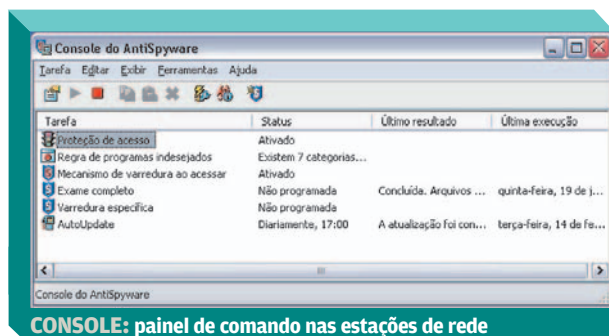 Console do AntiSpyware
Tarefa Editar Exibir Ferramentas Ajuda
Tarefa Status Último resultado Última execução
Proteção de acesso Ativado
Regra de programas indesejados Existem 7 categorias...
Mecanismo de varredura ao acessar Ativado
Exame completo Não programada Concluída. Arquivos ... quinta-feira, 19 de j...
Varredura específica Não programada
AutoUpdate Diariamente, 17:00 A atualização foi con... terça-feira, 14 de fe...
Console do AntiSpyware
CONSOLE: painel de comando nas estações de rede